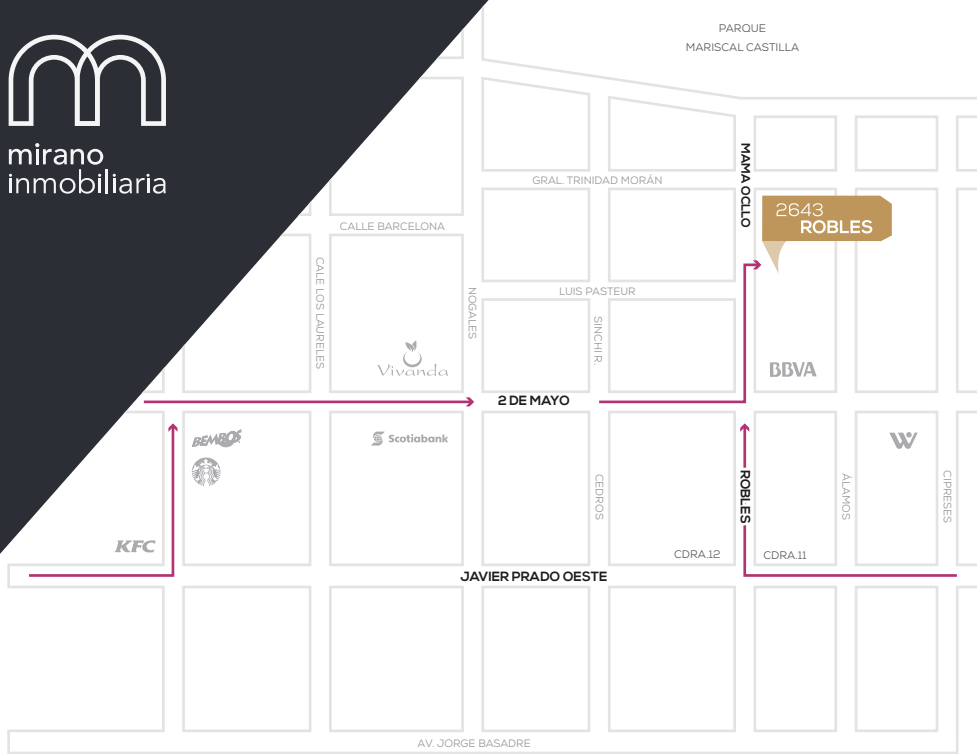 mirano
inmobiliaria
PARQUE
MARISCAL CASTILLA
GRAL. TRINIDAD MORÁN
MAMA OCLLO
2643
ROBLES
CALLE BARCELONA
CALE LOS LAURELES
NOGALES
LUIS PASTEUR
SINCHI R.
Vivanda
BBVA
2 DE MAYO
BEMBOS
Scotiabank
CEDROS
ROBLES
ÁLAMOS
CIPRESES
KFC
CDRA.12
CDRA.11
JAVIER PRADO OESTE
AV. JORGE BASADRE